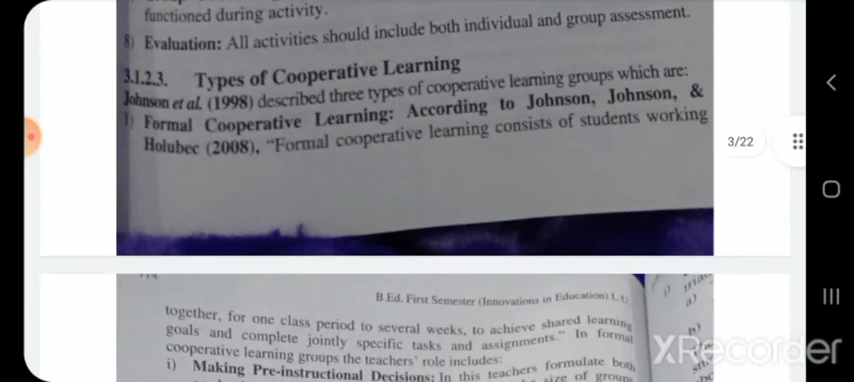 functioned during activity.
8) Evaluation: All activities should include both individual and group assessment.
3.1.2.3. Types of Cooperative Learning
Johnson et al. (1998) described three types of cooperative learning groups which are:
1) Formal Cooperative Learning: According to Johnson, Johnson, &
Holubec (2008), "Formal cooperative learning consists of students working
3/22
114
B.Ed. First Semester (Innovations in Education) L.U.
together, for one class period to several weeks, to achieve shared learning
goals and complete jointly specific tasks and assignments." In formal
cooperative learning groups the teachers' role includes:
i) Making Pre-instructional Decisions: In this teachers formulate both
size of group
i)
a)
b)
XRecorder